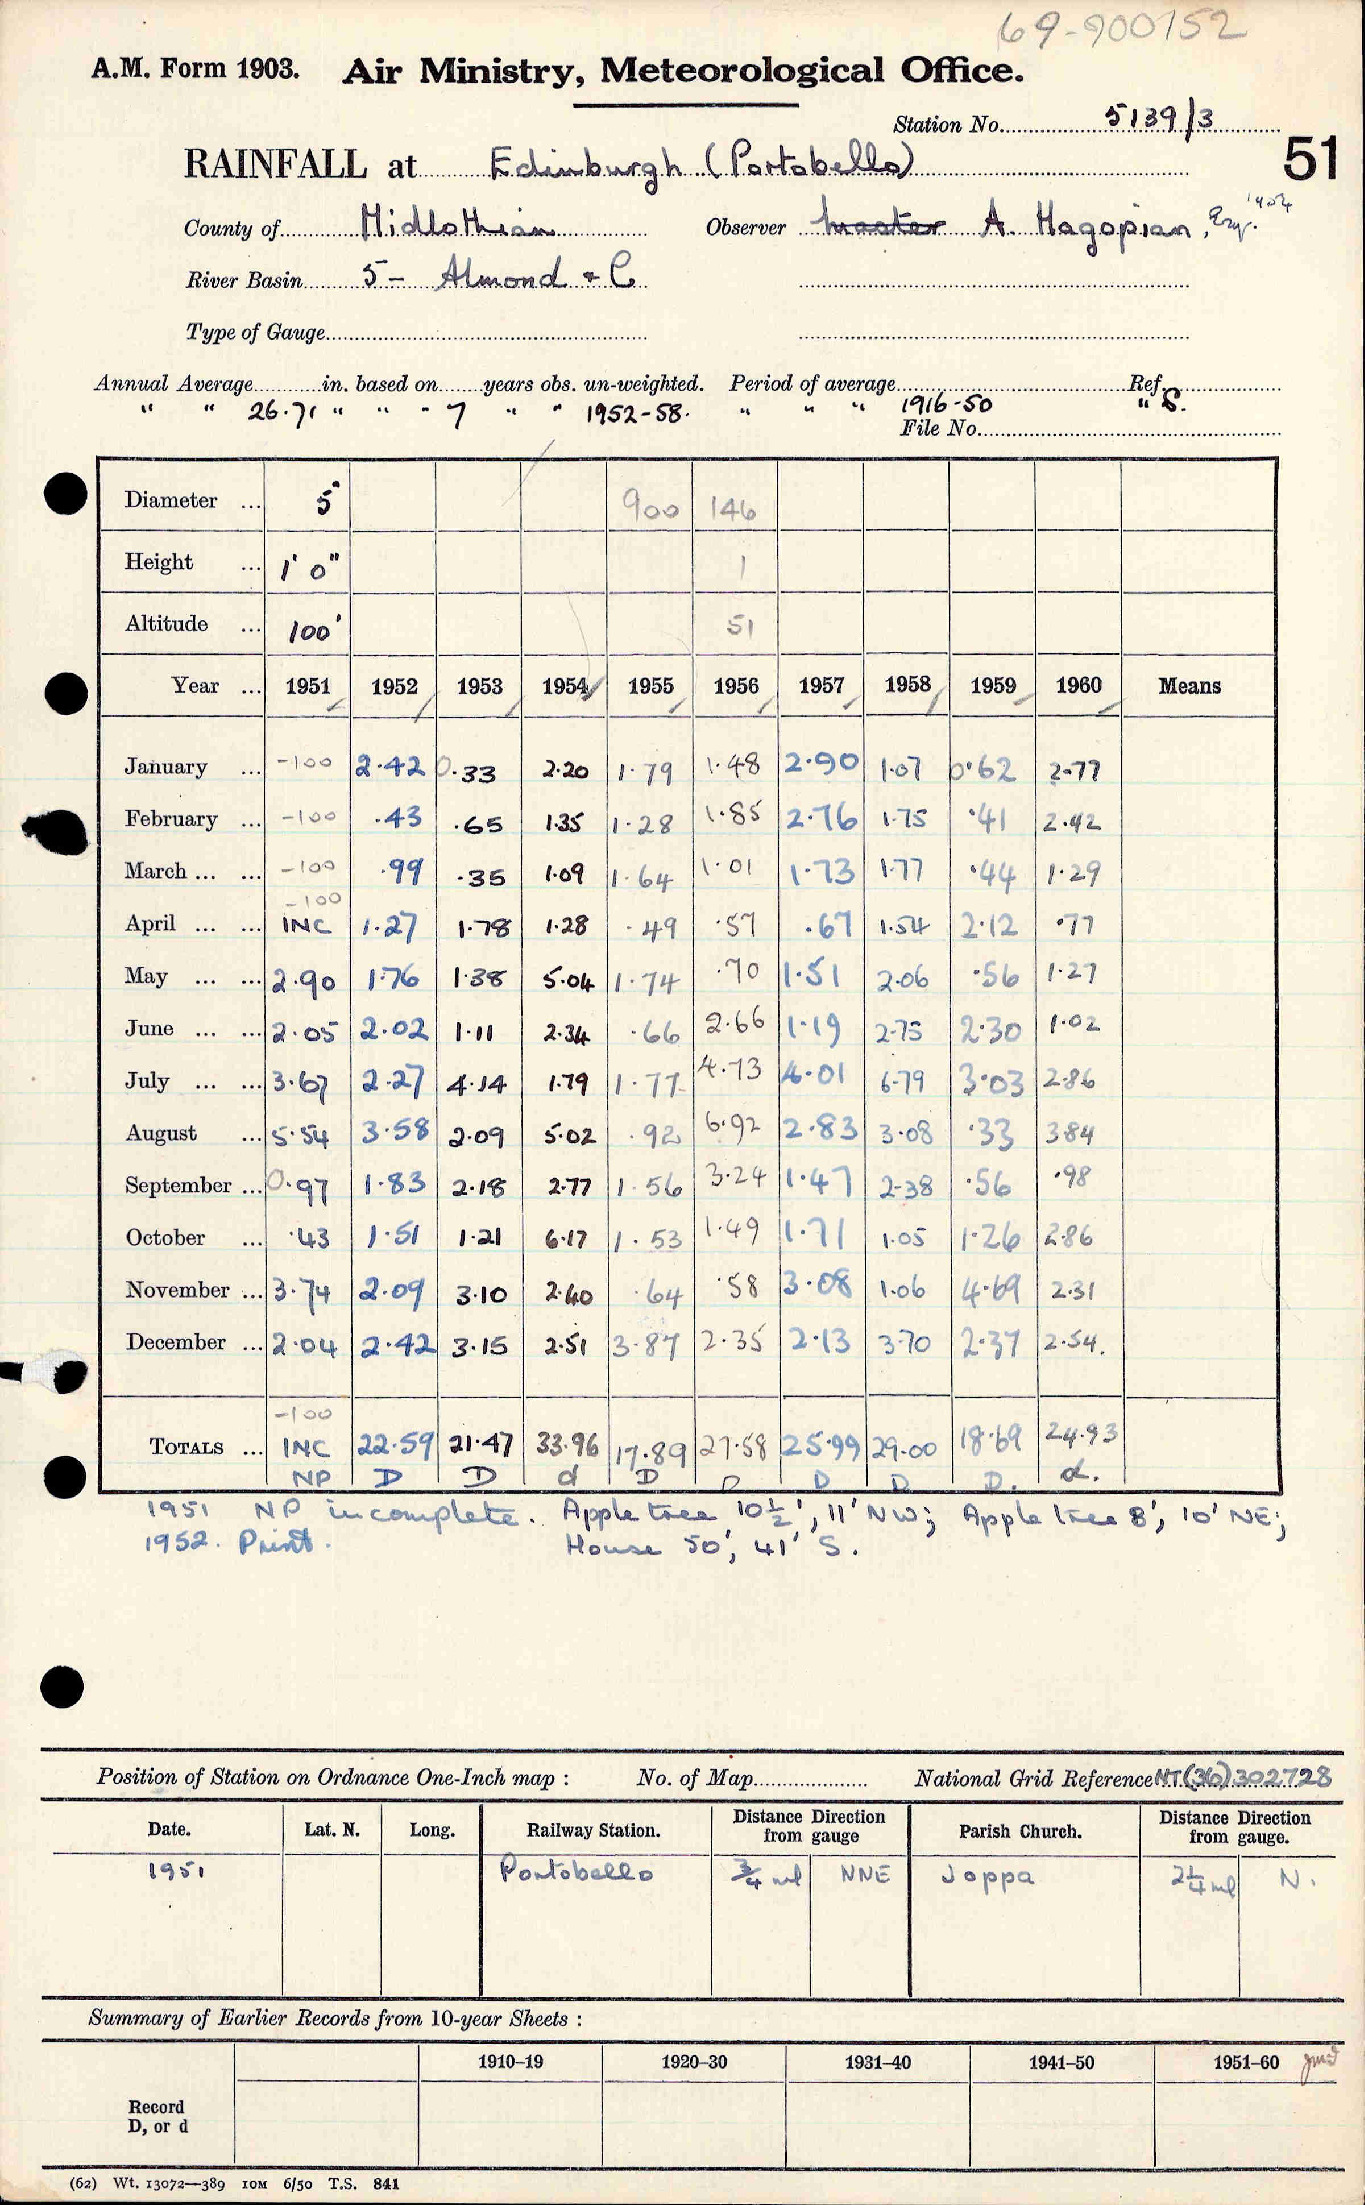 69-900152
A.M. Form 1903. Air Ministry, Meteorological Office.
Station No. 5139/3
51
RAINFALL at Edinburgh (Portobello)
County of Midlothian Observer A. Hagopian, Esq.
River Basin 5 - Almond & C
Type of Gauge
Annual Average in. based on years obs. un-weighted. Period of average Ref.
" " 26.71 " " " 7 " " 1952-58. " " " 1916-50 " S.
File No.
Diameter ... 5" 900 146
Height ... 1' 0" 1
Altitude ... 100' 51
Year ... 1951 1952 1953 1954 1955 1956 1957 1958 1959 1960 Means
January ... -100 2.42 0.33 2.20 1.79 1.48 2.90 1.07 0.62 2.77
February ... -100 .43 .65 1.35 1.28 1.85 2.76 1.75 .41 2.42
March ... ... -100 .99 .35 1.09 1.64 1.01 1.73 1.77 .44 1.29
-100
April ... ... INC 1.27 1.78 1.28 .49 .57 .67 1.54 2.12 .77
May ... ... 2.90 1.76 1.38 5.04 1.74 .70 1.51 2.06 .56 1.27
June ... ... 2.05 2.02 1.11 2.34 .66 2.66 1.19 2.75 2.30 1.02
July ... ... 3.67 2.27 4.14 1.79 1.77 4.73 4.01 6.79 3.03 2.86
August ... 5.54 3.58 2.09 5.02 .92 6.92 2.83 3.08 .33 3.84
September ... 0.97 1.83 2.18 2.77 1.56 3.24 1.47 2.38 .56 .98
October ... .43 1.51 1.21 6.17 1.53 1.49 1.71 1.05 1.26 2.86
November ... 3.74 2.09 3.10 2.40 .64 .58 3.08 1.06 4.69 2.31
December ... 2.04 2.42 3.15 2.51 3.87 2.35 2.13 3.70 2.37 2.54.
-100
TOTALS ... INC 22.59 21.47 33.96 17.89 27.58 25.99 29.00 18.69 24.93
NP D D d D D D D D. d.
1951 NP incomplete. Apple tree 10½', 11' NW; Apple tree 8', 10' NE;
1952. Print. House 50', 41' S.
Position of Station on Ordnance One-Inch map : No. of Map National Grid Reference NT(36)302728
Date. Lat. N. Long. Railway Station. Distance Direction from gauge Parish Church. Distance Direction from gauge.
1951 Portobello ¾ ml NNE Joppa 2¼ ml N.
Summary of Earlier Records from 10-year Sheets :
1910–19 1920–30 1931–40 1941–50 1951–60
Record
D, or d
(62) Wt. 13072—389 10M 6/50 T.S. 841